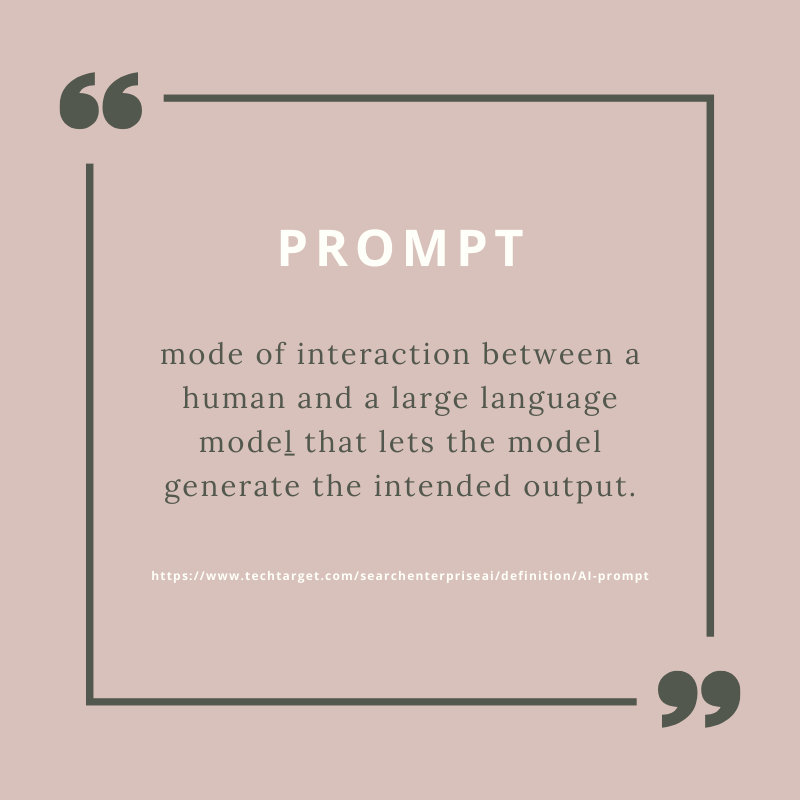 “
PROMPT
mode of interaction between a
human and a large language
model that lets the model
generate the intended output.
https://www.techtarget.com/searchenterpriseai/definition/AI-prompt
”